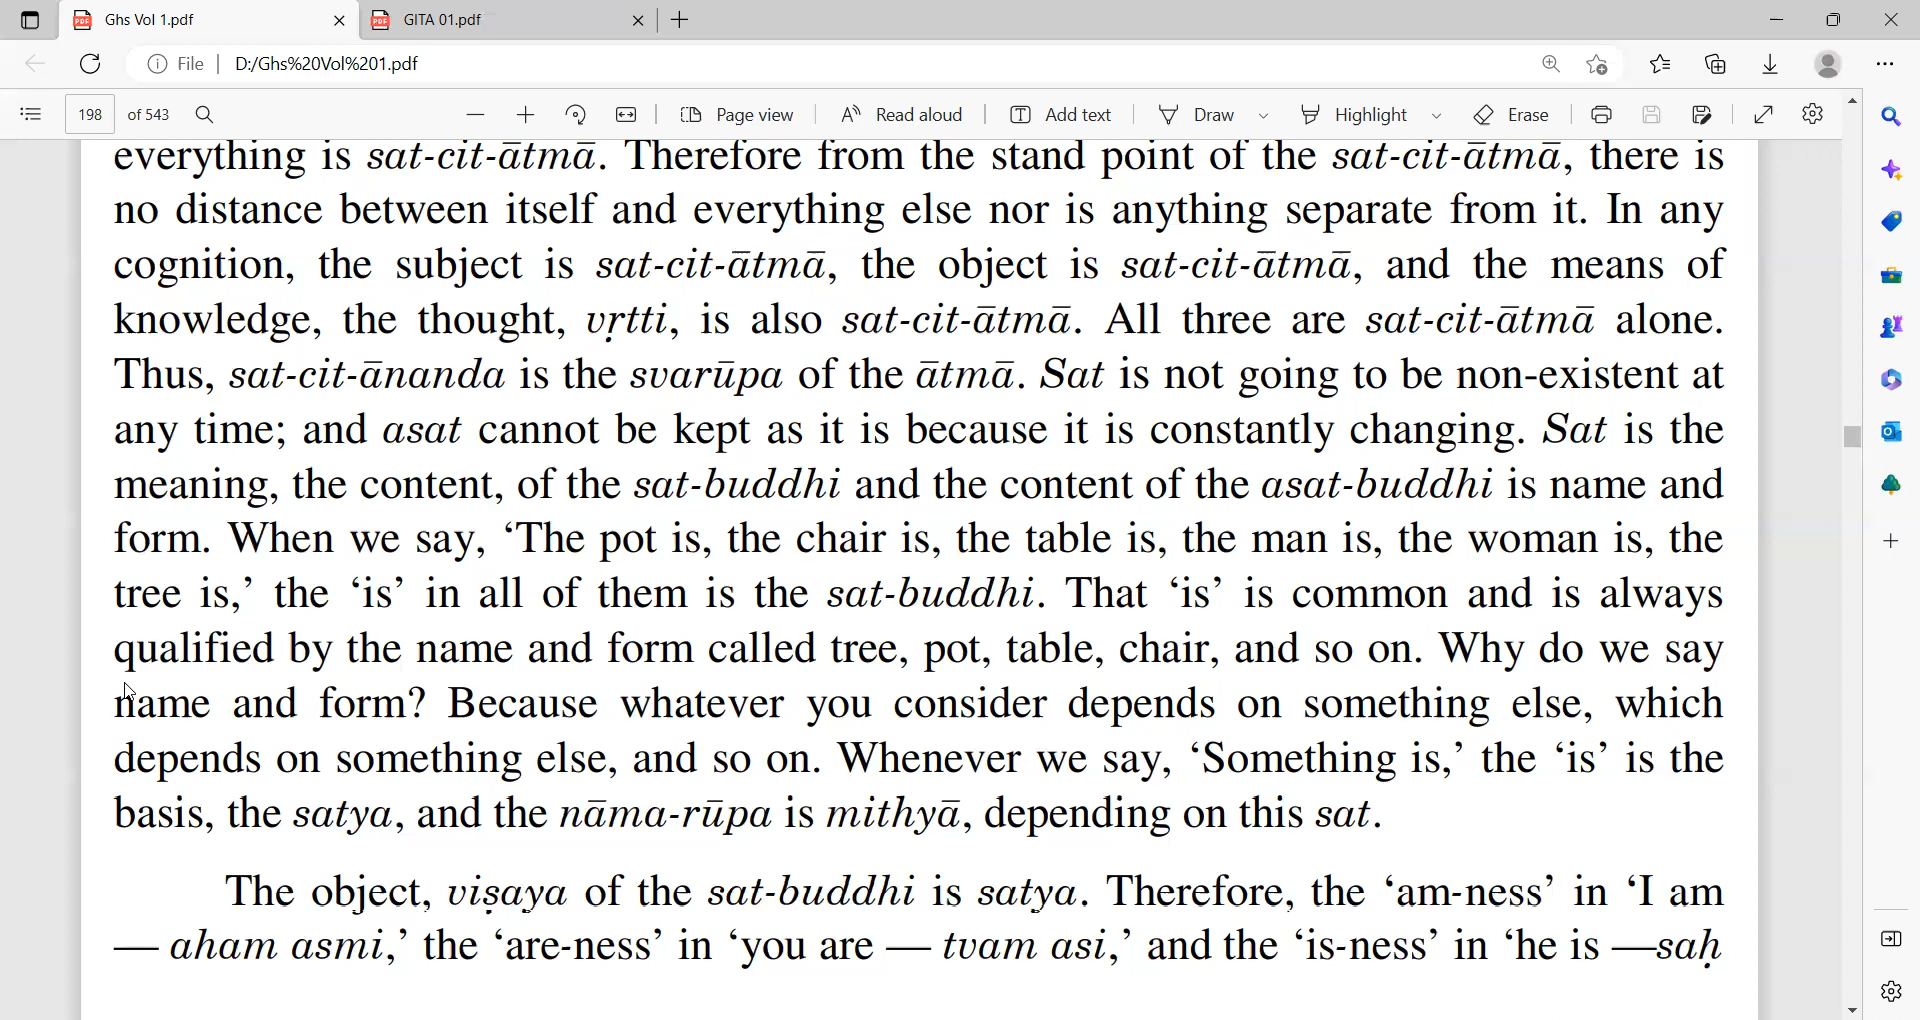 Ghs Vol 1.pdf
GITA 01.pdf
File D:/Ghs%20Vol%201.pdf
198 of 543 Page view Read aloud Add text Draw Highlight Erase
everything is sat-cit-ātmā. Therefore from the stand point of the sat-cit-ātmā, there is
no distance between itself and everything else nor is anything separate from it. In any
cognition, the subject is sat-cit-ātmā, the object is sat-cit-ātmā, and the means of
knowledge, the thought, vṛtti, is also sat-cit-ātmā. All three are sat-cit-ātmā alone.
Thus, sat-cit-ānanda is the svarūpa of the ātmā. Sat is not going to be non-existent at
any time; and asat cannot be kept as it is because it is constantly changing. Sat is the
meaning, the content, of the sat-buddhi and the content of the asat-buddhi is name and
form. When we say, ‘The pot is, the chair is, the table is, the man is, the woman is, the
tree is,’ the ‘is’ in all of them is the sat-buddhi. That ‘is’ is common and is always
qualified by the name and form called tree, pot, table, chair, and so on. Why do we say
name and form? Because whatever you consider depends on something else, which
depends on something else, and so on. Whenever we say, ‘Something is,’ the ‘is’ is the
basis, the satya, and the nāma-rūpa is mithyā, depending on this sat.
The object, viṣaya of the sat-buddhi is satya. Therefore, the ‘am-ness’ in ‘I am
— aham asmi,’ the ‘are-ness’ in ‘you are — tvam asi,’ and the ‘is-ness’ in ‘he is —saḥ